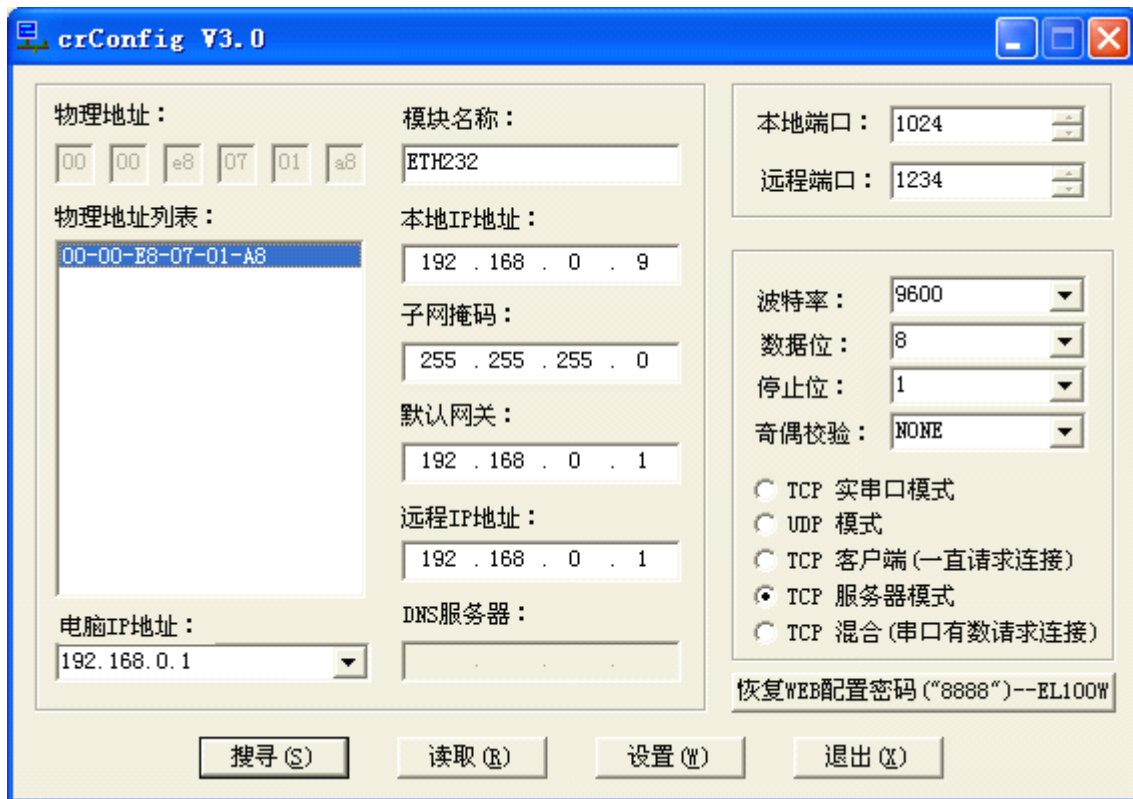 crConfig V3.0
物理地址：
00 00 e8 07 01 a8
物理地址列表：
00-00-E8-07-01-A8
电脑IP地址：
192.168.0.1
模块名称：
ETH232
本地IP地址：
192 . 168 . 0 . 9
子网掩码：
255 . 255 . 255 . 0
默认网关：
192 . 168 . 0 . 1
远程IP地址：
192 . 168 . 0 . 1
DNS服务器：
. . .
本地端口： 1024
远程端口： 1234
波特率： 9600
数据位： 8
停止位： 1
奇偶校验： NONE
TCP 实串口模式
UDP 模式
TCP 客户端(一直请求连接)
TCP 服务器模式
TCP 混合(串口有数请求连接)
恢复WEB配置密码("8888")--EL100W
搜寻(S) 读取(R) 设置(W) 退出(X)